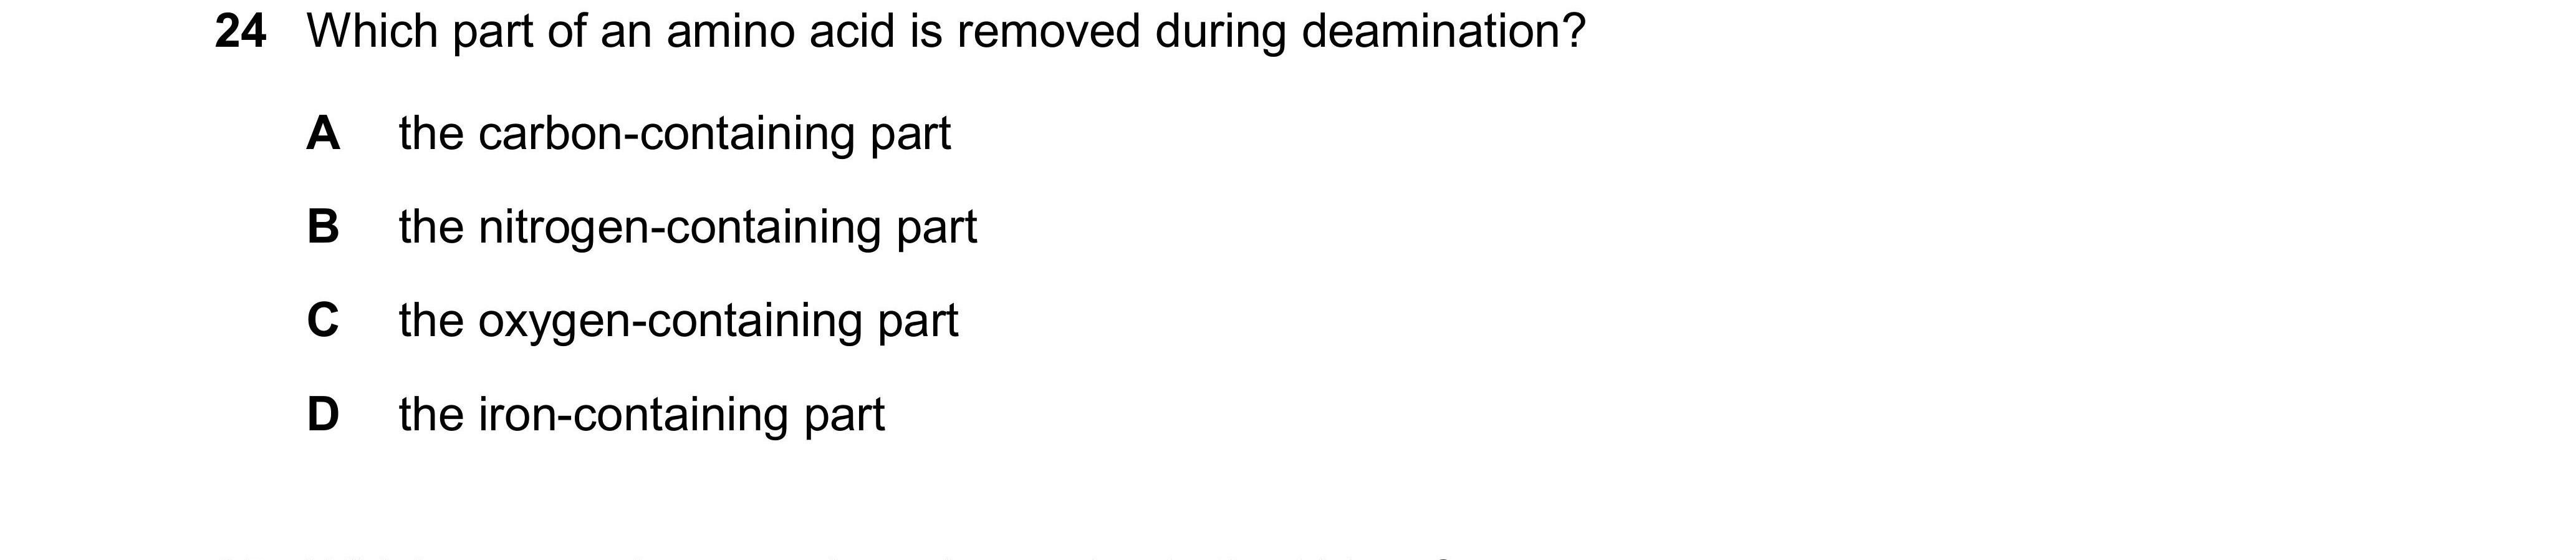 24 Which part of an amino acid is removed during deamination?
A the carbon-containing part
B the nitrogen-containing part
C the oxygen-containing part
D the iron-containing part